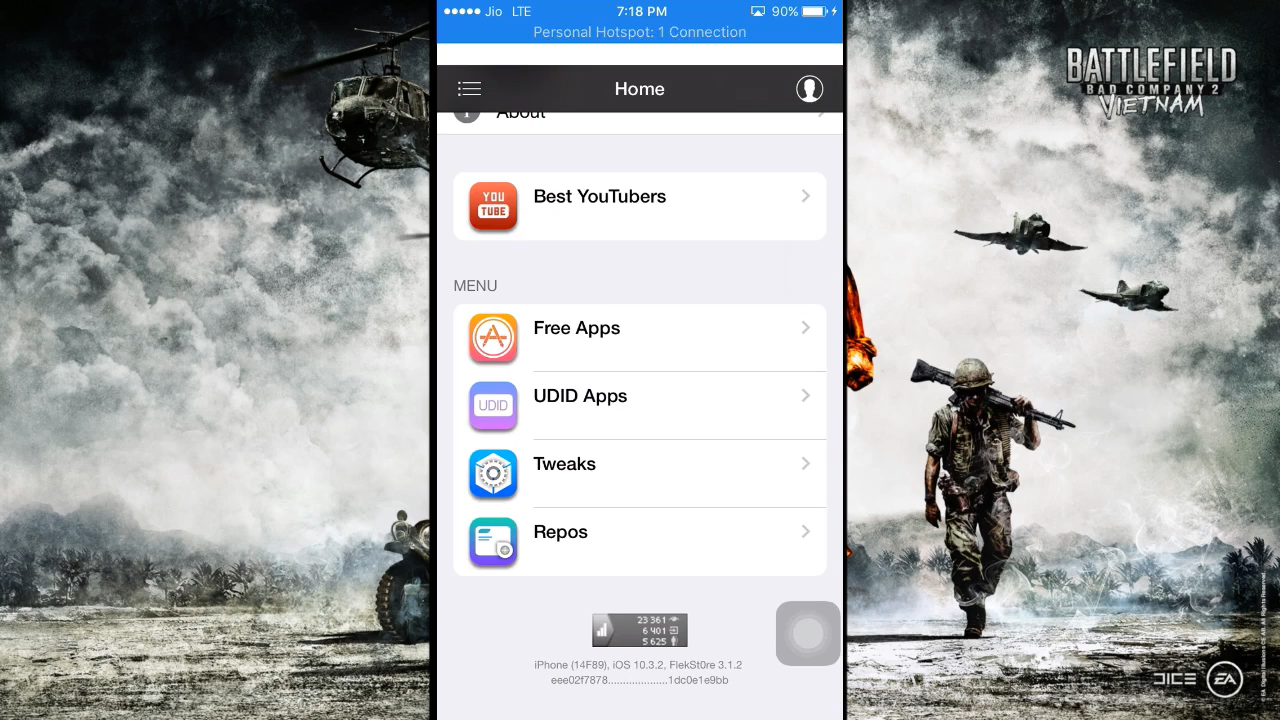 Jio LTE 7:18 PM 90%
Personal Hotspot: 1 Connection
Home
About
YOU
TUBE
Best YouTubers
MENU
Free Apps
UDID
UDID Apps
Tweaks
Repos
23 361
6 401
5 625
iPhone (14F89), iOS 10.3.2, FlekSt0re 3.1.2
eee02f7878....................1dc0e1e9bb
BATTLEFIELD
BAD COMPANY 2
VIETNAM
DICE EA